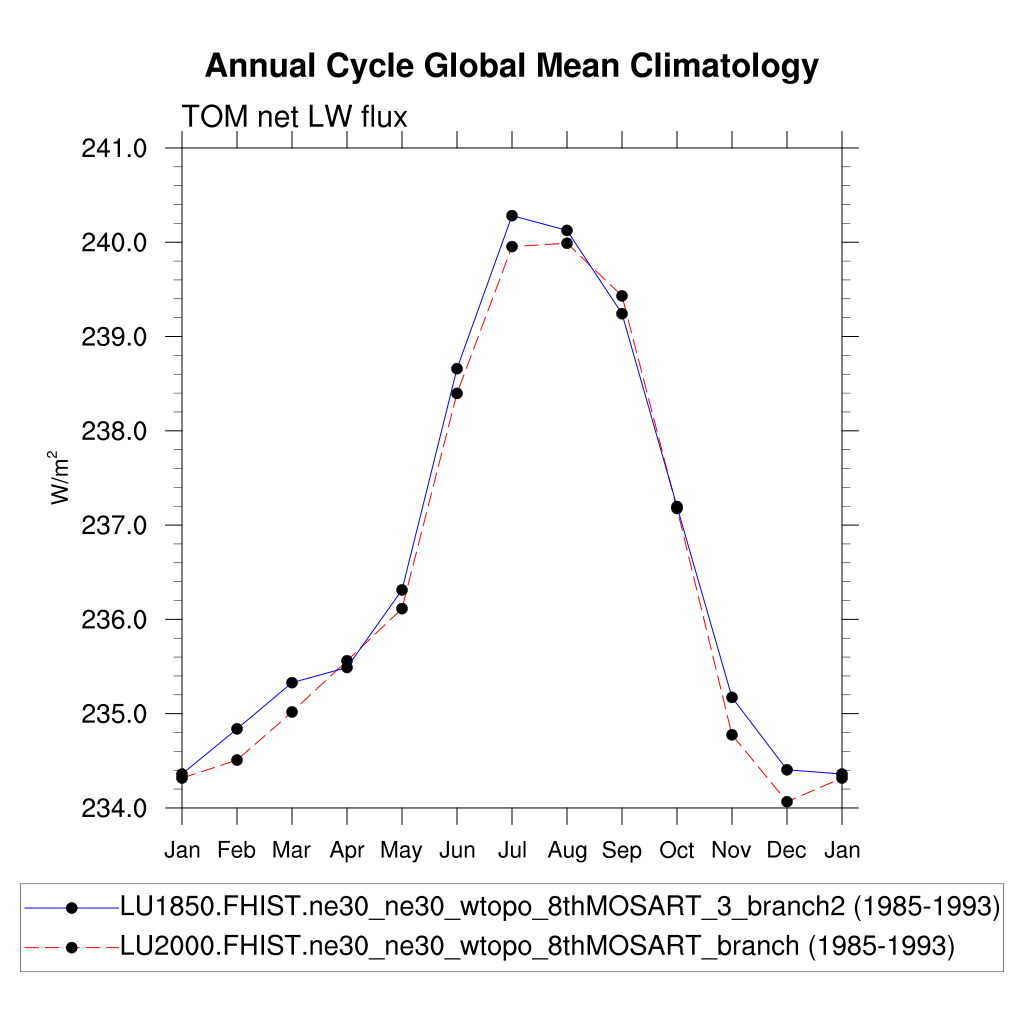 Annual Cycle Global Mean Climatology
TOM net LW flux
241.0
240.0
239.0
238.0
237.0
236.0
235.0
234.0
W/m²
Jan Feb Mar Apr May Jun Jul Aug Sep Oct Nov Dec Jan
LU1850.FHIST.ne30_ne30_wtopo_8thMOSART_3_branch2 (1985-1993)
LU2000.FHIST.ne30_ne30_wtopo_8thMOSART_branch (1985-1993)